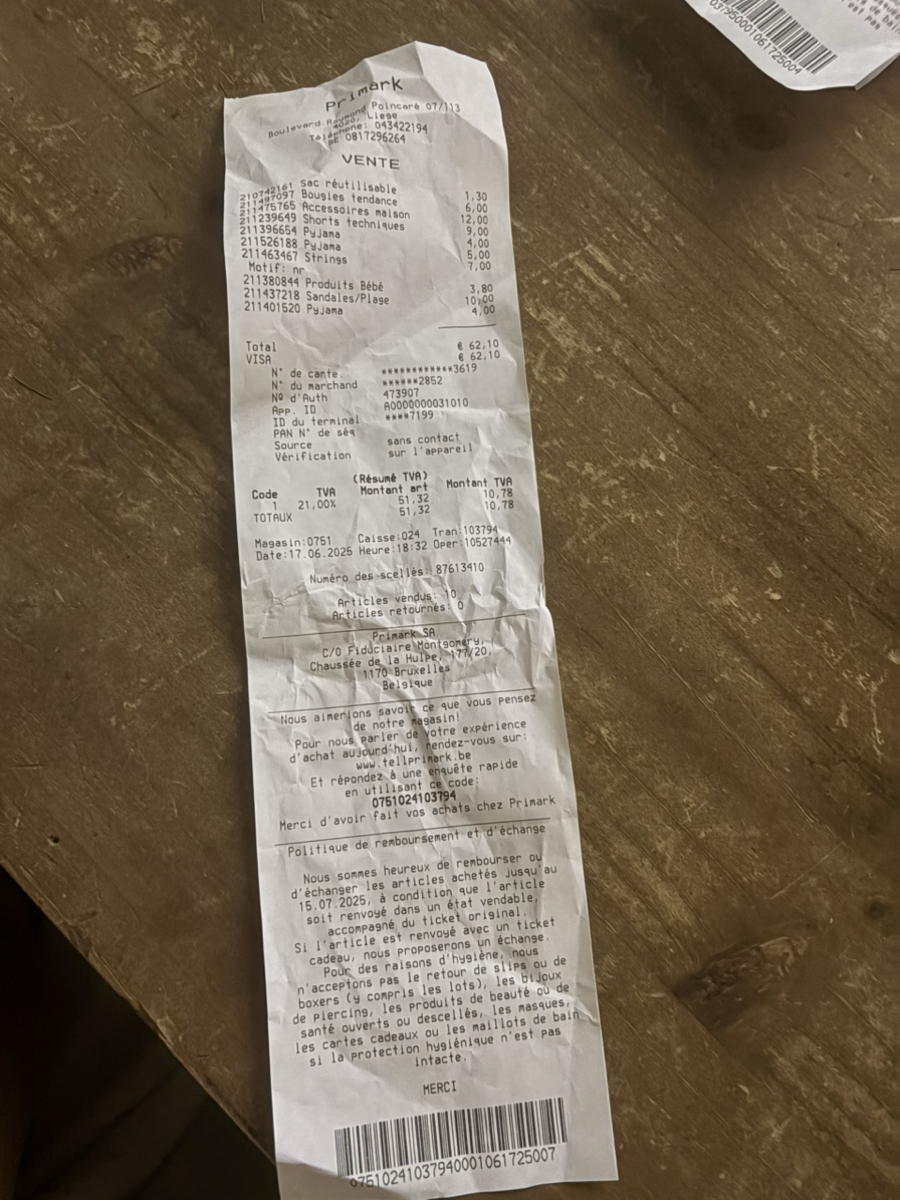 Primark
Boulevard Raymond Poincaré 07/113
4020, Liege
Téléphone: 043422194
BE 0817296264
VENTE
210742161 Sac réutilisable 1,30
211497097 Bougies tendance 6,00
211475765 Accessoires maison 12,00
211239649 Shorts techniques 9,00
211396654 Pyjama 4,00
211526188 Pyjama 5,00
211463467 Strings 7,00
Motif: nr
211380844 Produits Bébé 3,80
211437218 Sandales/Plage 10,00
211401520 Pyjama 4,00
Total € 62,10
VISA € 62,10
N° de carte. ************3619
N° du marchand ******2852
Nº d'Auth 473907
App. ID A0000000031010
ID du terminal ****7199
PAN N° de séq
Source sans contact
Vérification sur l'appareil
(Résumé TVA)
Code TVA Montant art Montant TVA
1 21,00% 51,32 10,78
TOTAUX 51,32 10,78
Magasin:0751 Caisse:024 Tran:103794
Date:17.06.2025 Heure:18:32 Oper:10527444
Numéro des scellés: 87613410
Articles vendus: 10
Articles retournés: 0
Primark SA
C/O Fiduciaire Montgomery,
Chaussée de la Hulpe, 177/20,
1170 Bruxelles
Belgique
Nous aimerions savoir ce que vous pensez
de notre magasin!
Pour nous parler de votre expérience
d'achat aujourd'hui, rendez-vous sur:
www.tellprimark.be
Et répondez à une enquête rapide
en utilisant ce code:
0751024103794
Merci d'avoir fait vos achats chez Primark
Politique de remboursement et d'échange
Nous sommes heureux de rembourser ou
d'échanger les articles achetés jusqu'au
15.07.2025, à condition que l'article
soit renvoyé dans un état vendable,
accompagné du ticket original.
Si l'article est renvoyé avec un ticket
cadeau, nous proposerons un échange.
Pour des raisons d'hygiène, nous
n'acceptons pas le retour de slips ou de
boxers (y compris les lots), les bijoux
de piercing, les produits de beauté ou de
santé ouverts ou descellés, les masques,
les cartes cadeaux ou les maillots de bain
si la protection hygiénique n'est pas
intacte.
MERCI
07510241037940001061725007
de bain
est pas